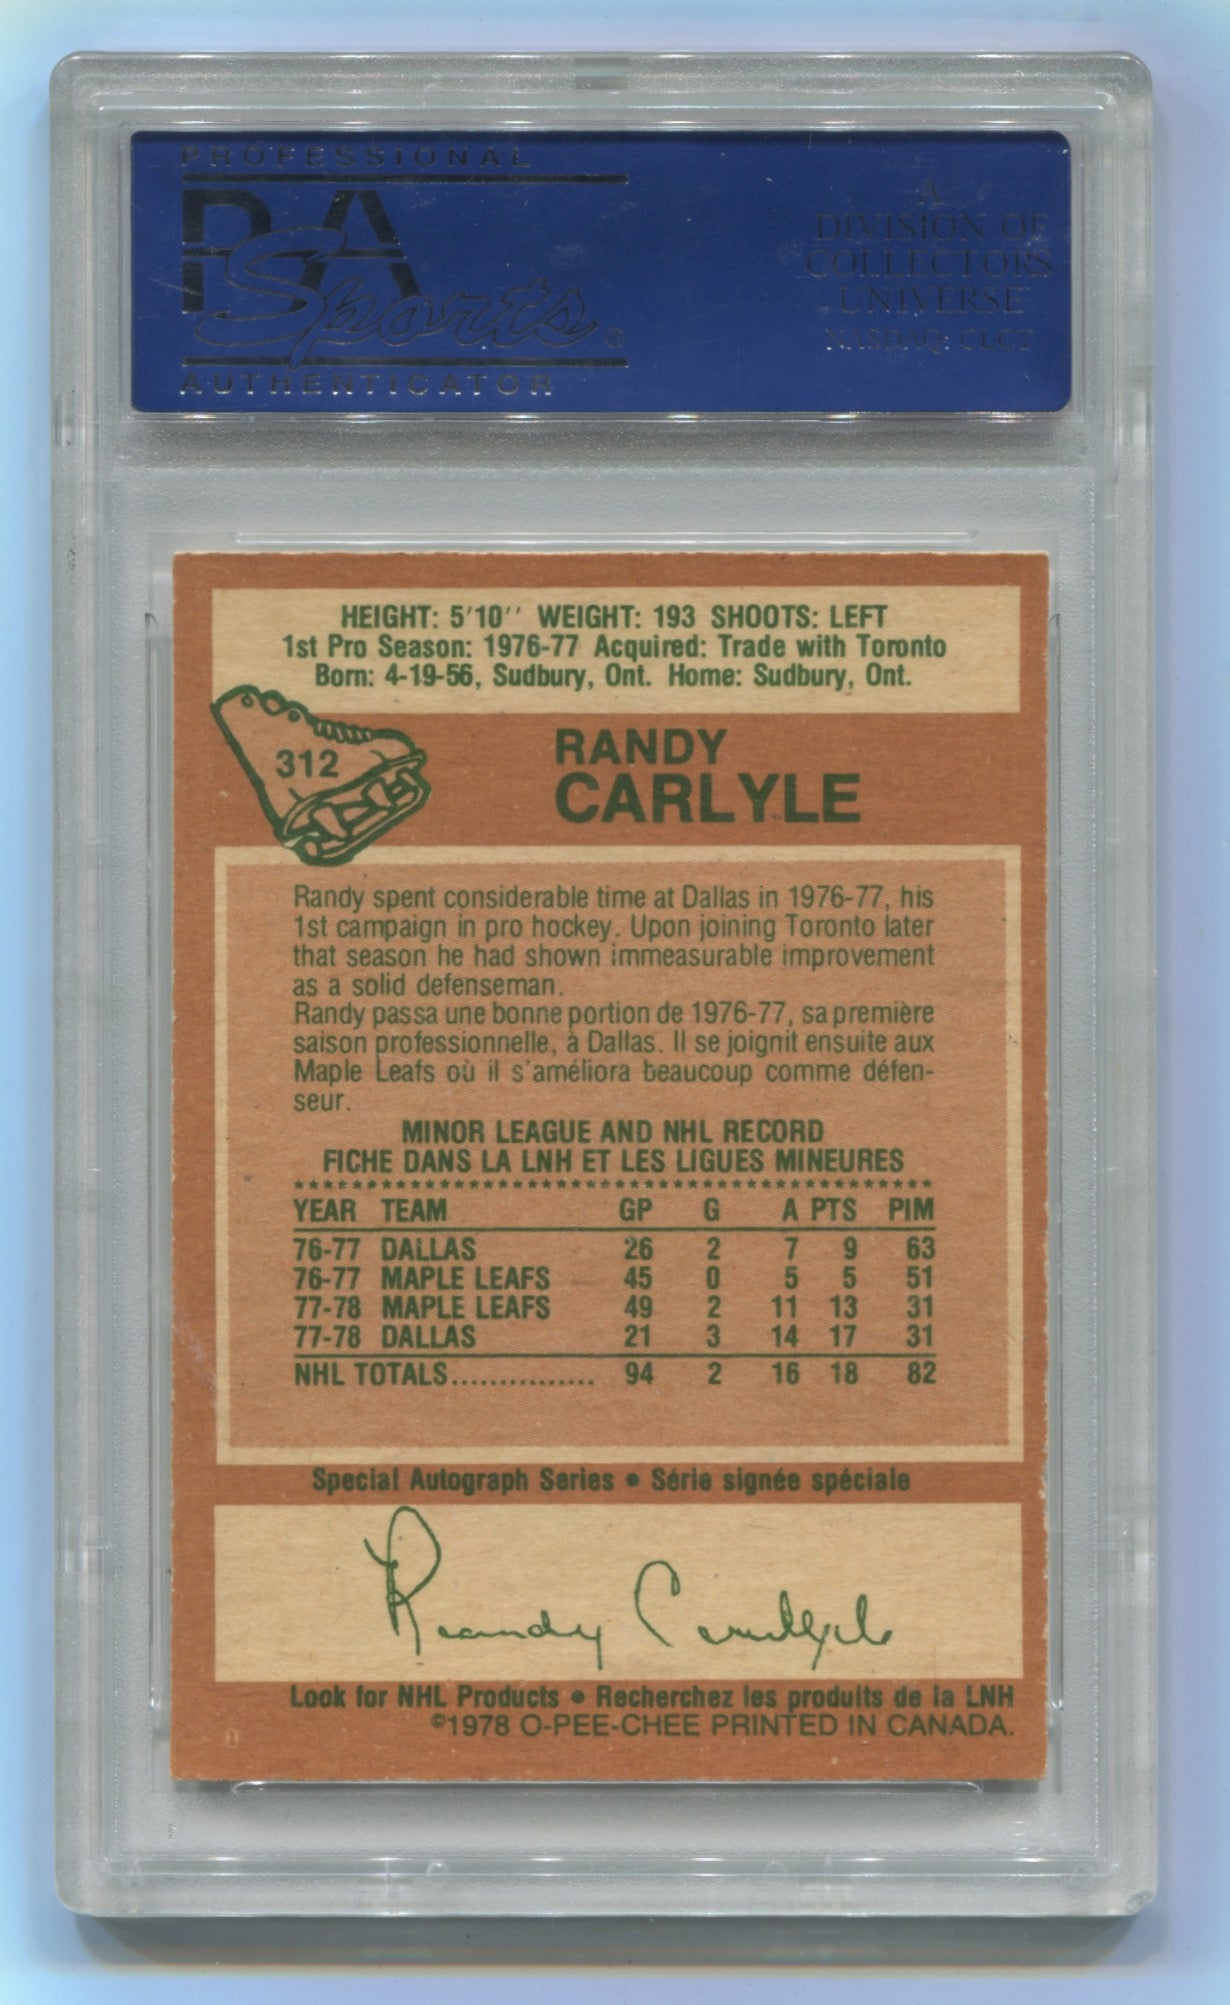 PROFESSIONAL
PSA
Sports®
AUTHENTICATOR
A
DIVISION OF
COLLECTORS
UNIVERSE
NASDAQ: CLCT
HEIGHT: 5'10'' WEIGHT: 193 SHOOTS: LEFT
1st Pro Season: 1976-77 Acquired: Trade with Toronto
Born: 4-19-56, Sudbury, Ont. Home: Sudbury, Ont.
312
RANDY
CARLYLE
Randy spent considerable time at Dallas in 1976-77, his
1st campaign in pro hockey. Upon joining Toronto later
that season he had shown immeasurable improvement
as a solid defenseman.
Randy passa une bonne portion de 1976-77, sa première
saison professionnelle, à Dallas. Il se joignit ensuite aux
Maple Leafs où il s'améliora beaucoup comme défen-
seur.
MINOR LEAGUE AND NHL RECORD
FICHE DANS LA LNH ET LES LIGUES MINEURES
YEAR TEAM GP G A PTS PIM
76-77 DALLAS 26 2 7 9 63
76-77 MAPLE LEAFS 45 0 5 5 51
77-78 MAPLE LEAFS 49 2 11 13 31
77-78 DALLAS 21 3 14 17 31
NHL TOTALS............... 94 2 16 18 82
Special Autograph Series • Série signée spéciale
Randy Carlyle
Look for NHL Products • Recherchez les produits de la LNH
©1978 O-PEE-CHEE PRINTED IN CANADA.